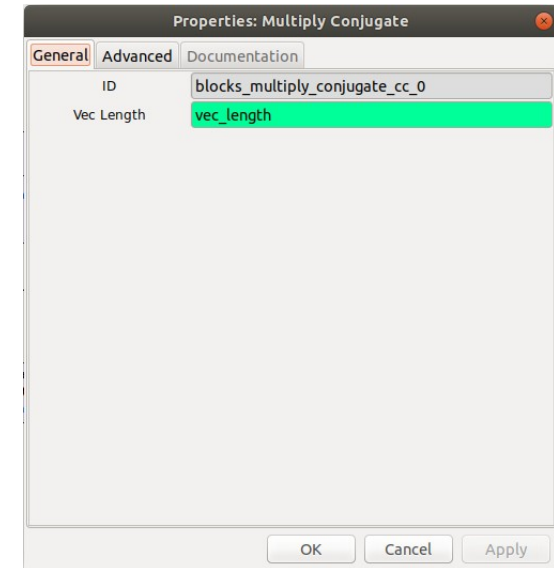 Properties: Multiply Conjugate
General Advanced Documentation
ID blocks_multiply_conjugate_cc_0
Vec Length vec_length
OK Cancel Apply